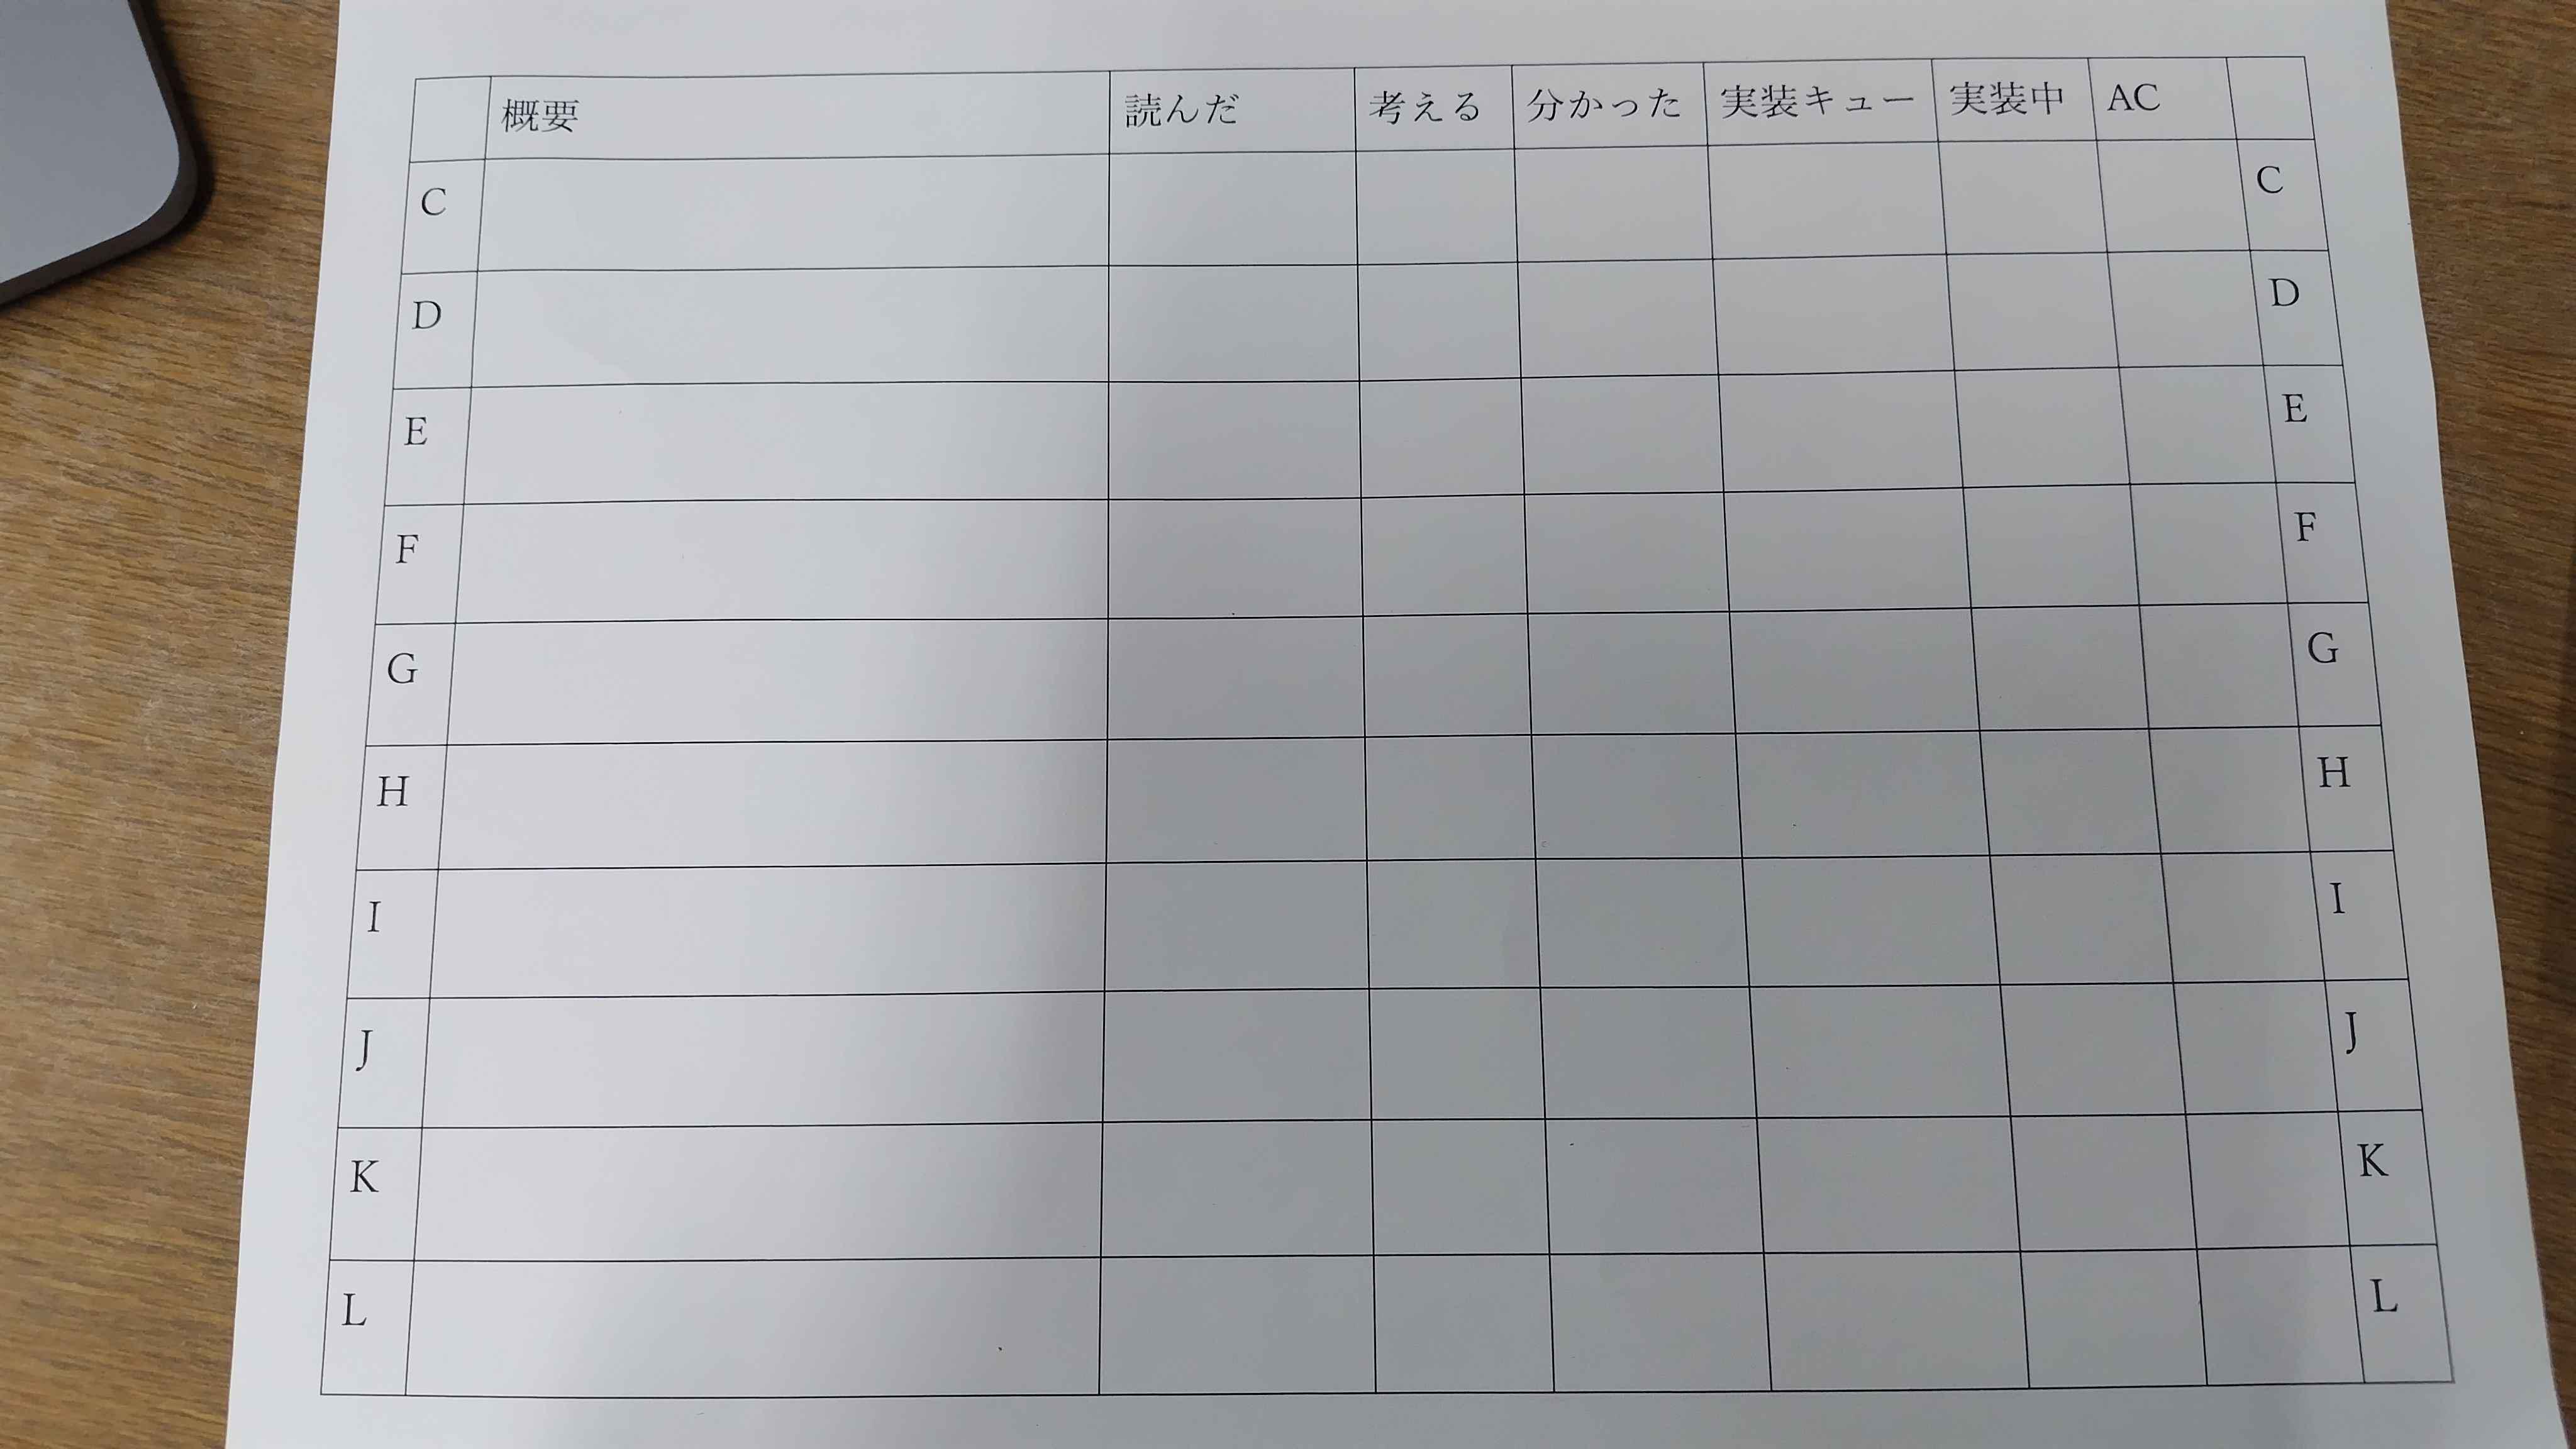 概要 読んだ 考える 分かった 実装キュー 実装中 AC
C C
D D
E E
F F
G G
H H
I I
J J
K K
L L